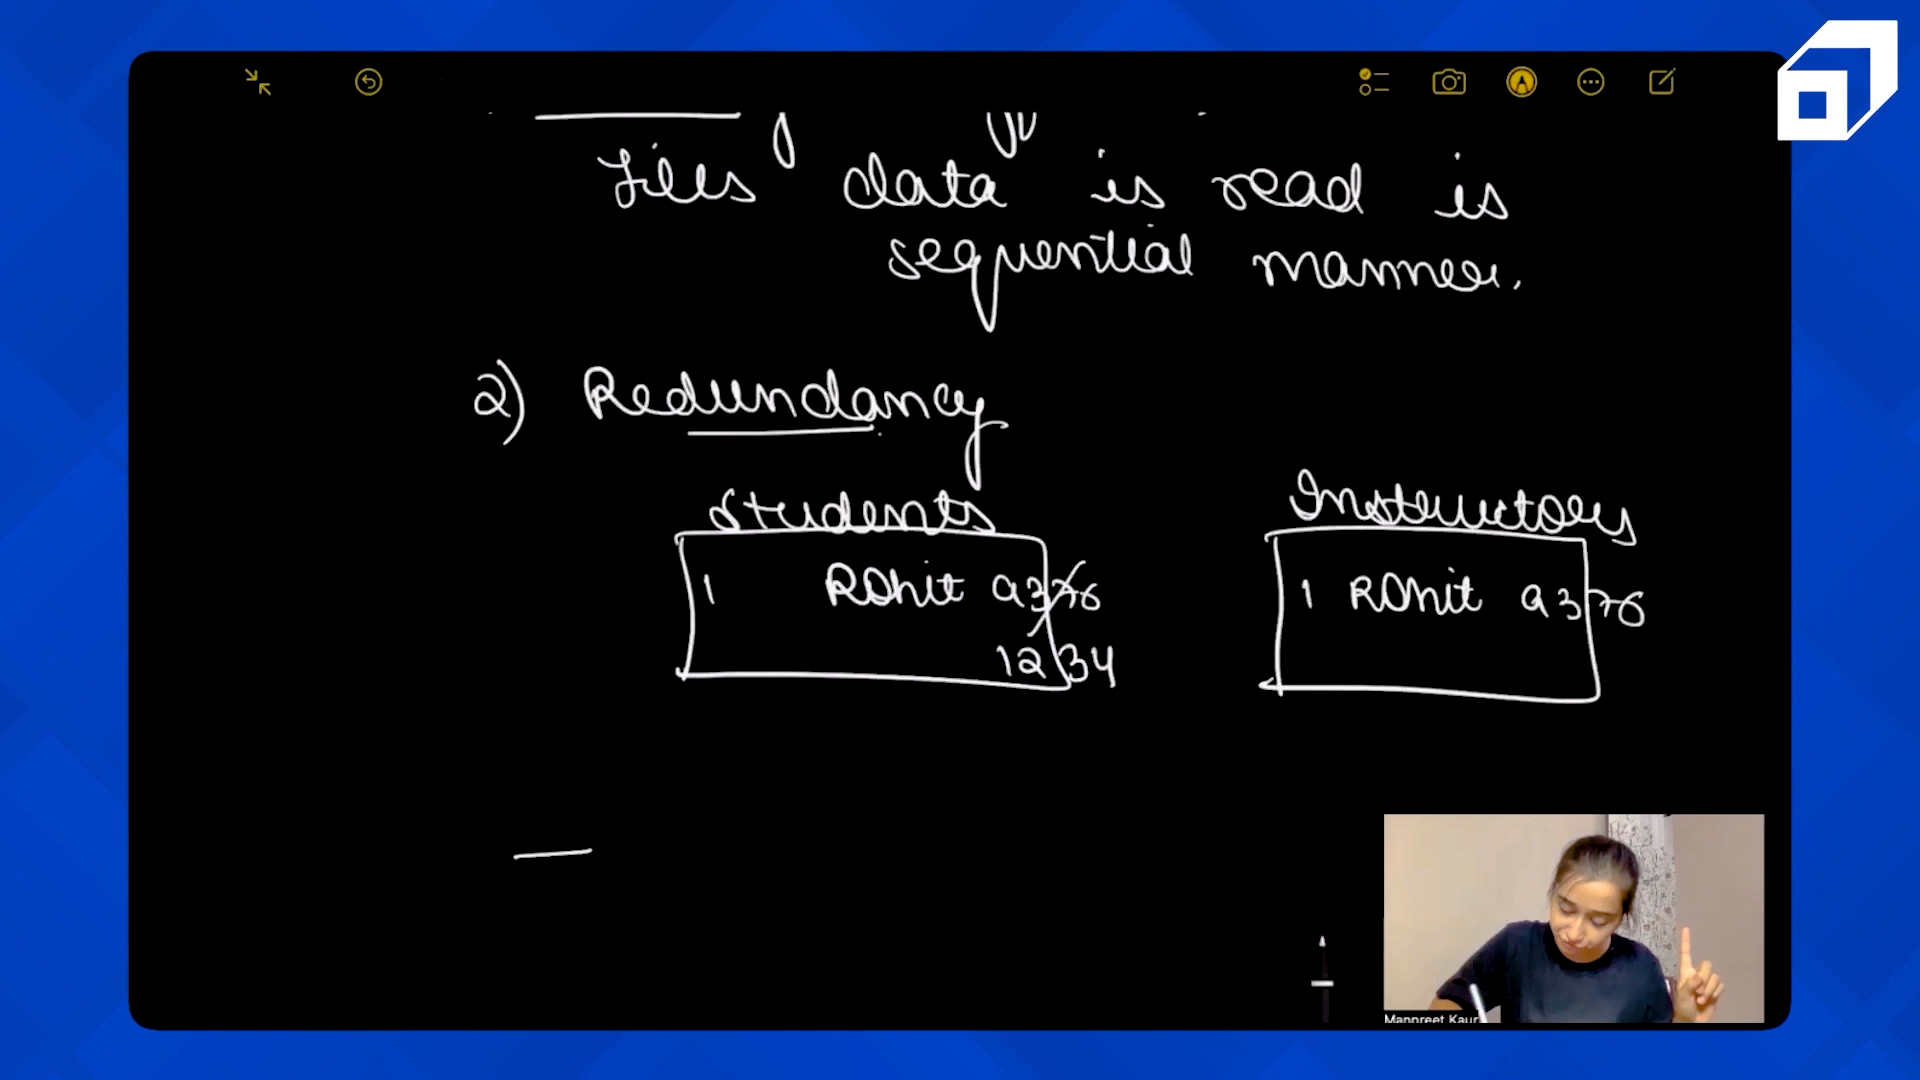 Files data is read is
sequential manner.
2) Redundancy
Students
Instructors
1 Rohit 9376
1234
1 Rohit 9376
Manpreet Kaur